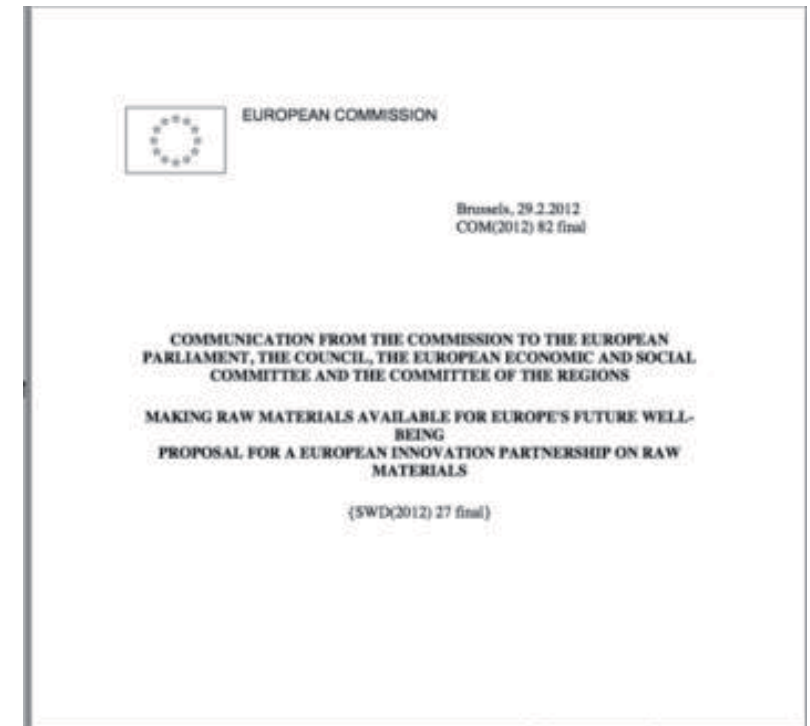 EUROPEAN COMMISSION
Brussels, 29.2.2012
COM(2012) 82 final
COMMUNICATION FROM THE COMMISSION TO THE EUROPEAN
PARLIAMENT, THE COUNCIL, THE EUROPEAN ECONOMIC AND SOCIAL
COMMITTEE AND THE COMMITTEE OF THE REGIONS
MAKING RAW MATERIALS AVAILABLE FOR EUROPE'S FUTURE WELL-
BEING
PROPOSAL FOR A EUROPEAN INNOVATION PARTNERSHIP ON RAW
MATERIALS
{SWD(2012) 27 final}